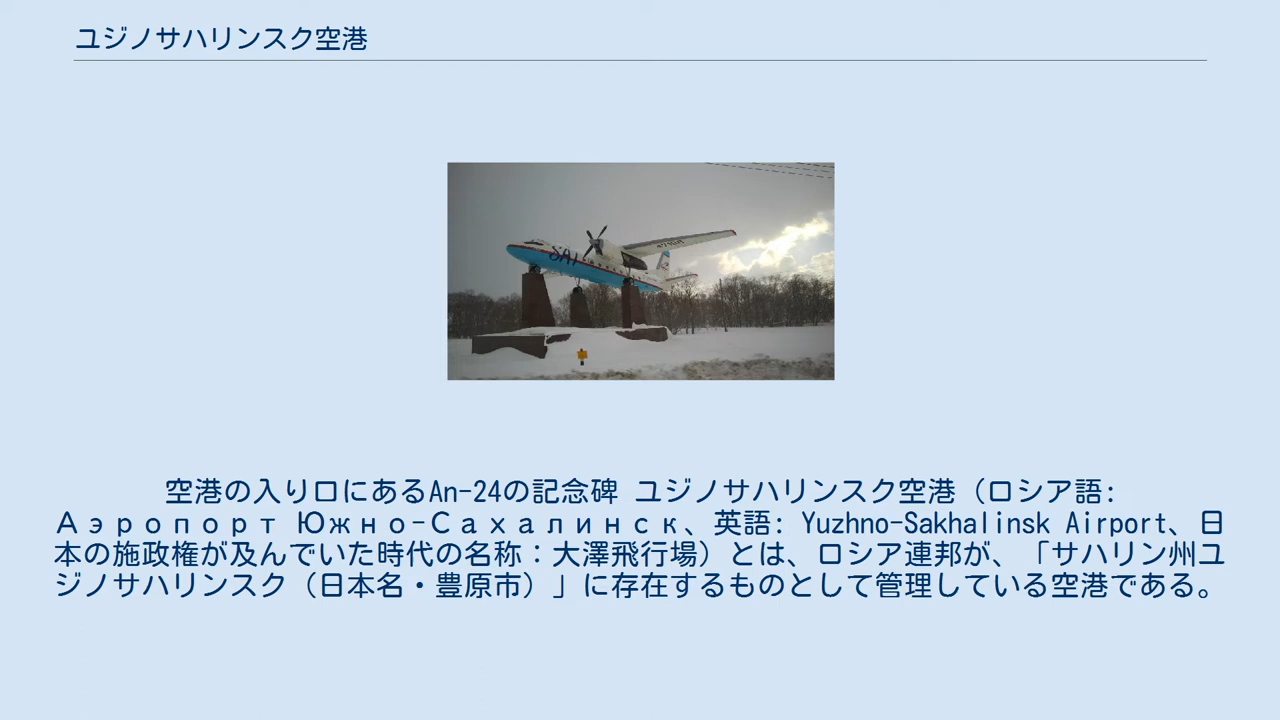 ユジノサハリンスク空港
SAT
空港の入り口にあるAn-24の記念碑 ユジノサハリンスク空港（ロシア語:
Аэропорт Южно-Сахалинск、英語: Yuzhno-Sakhalinsk Airport、日
本の施政権が及んでいた時代の名称：大澤飛行場）とは、ロシア連邦が、「サハリン州ユ
ジノサハリンスク（日本名・豊原市）」に存在するものとして管理している空港である。